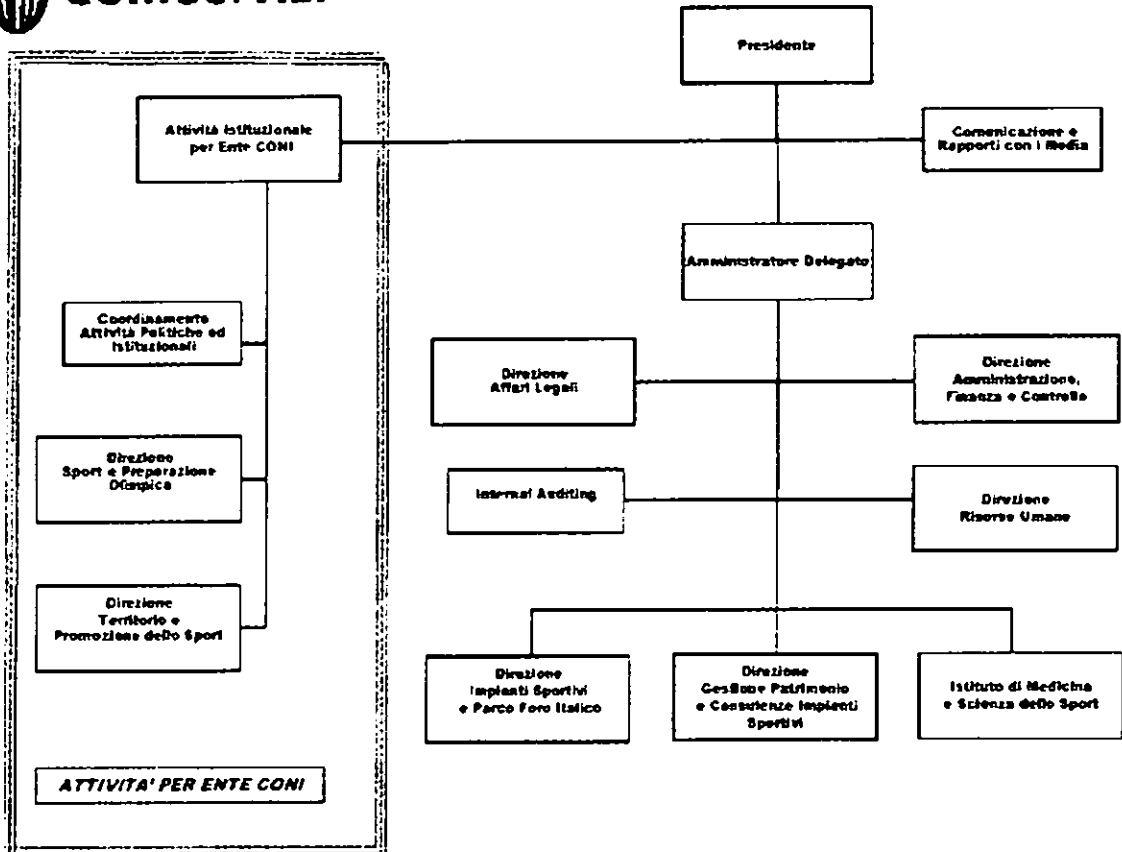 Presidente
Attività Istituzionale
per Ente CONI
Comunicazione e
Rapporti con i Media
Amministratore Delegato
Coordinamento
Attività Politiche ed
Istituzionali
Direzione
Affari Legali
Direzione
Amministrazione,
Finanza e Controllo
Direzione
Sport e Preparazione
Olimpica
Internal Auditing
Direzione
Risorse Umane
Direzione
Territorio e
Promozione dello Sport
Direzione
Impianti Sportivi
e Parco Foro Italico
Direzione
Gestione Patrimonio
e Consulenze Impianti
Sportivi
Istituto di Medicina
e Scienza dello Sport
ATTIVITA' PER ENTE CONI